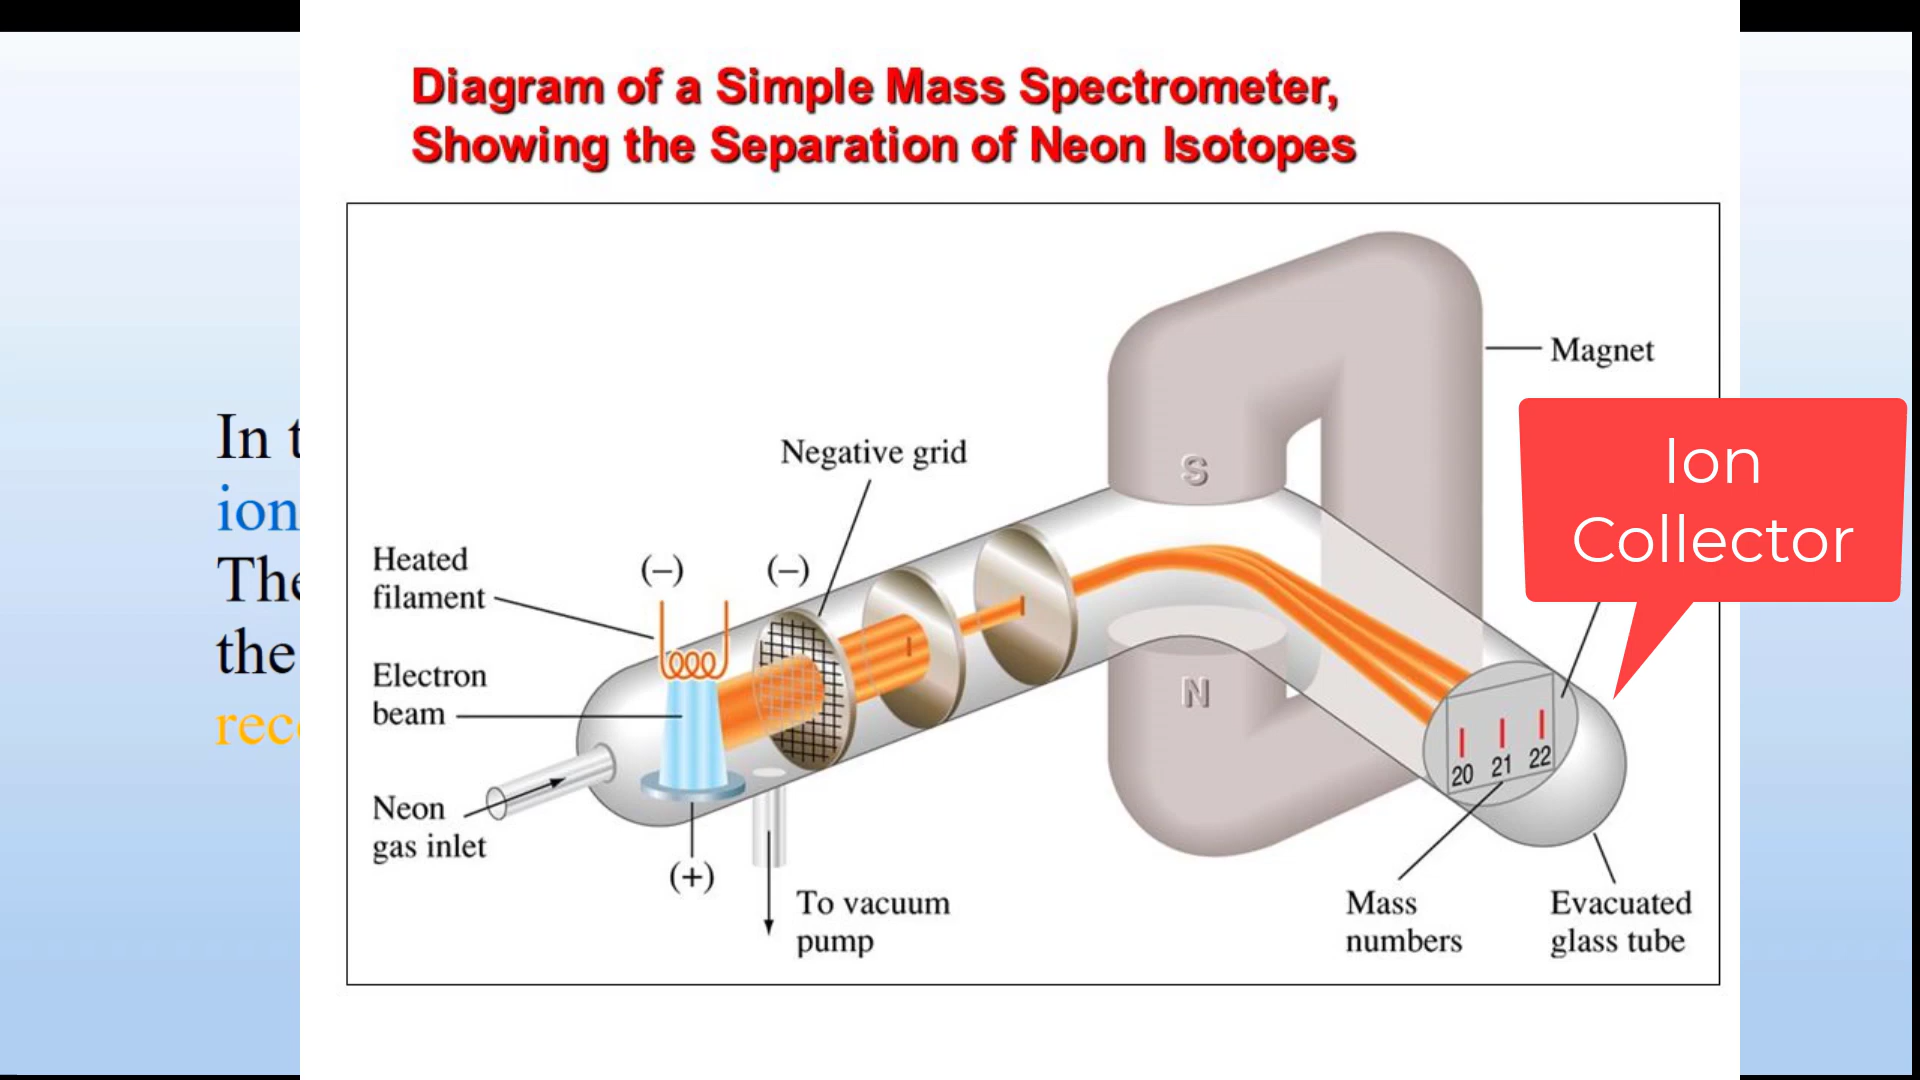 Diagram of a Simple Mass Spectrometer,
Showing the Separation of Neon Isotopes
Magnet
Ion
Collector
Negative grid
S
In t
ion
The
the
rec
Heated
filament
(–)
(–)
Electron
beam
N
20 21 22
Neon
gas inlet
(+)
To vacuum
pump
Mass
numbers
Evacuated
glass tube